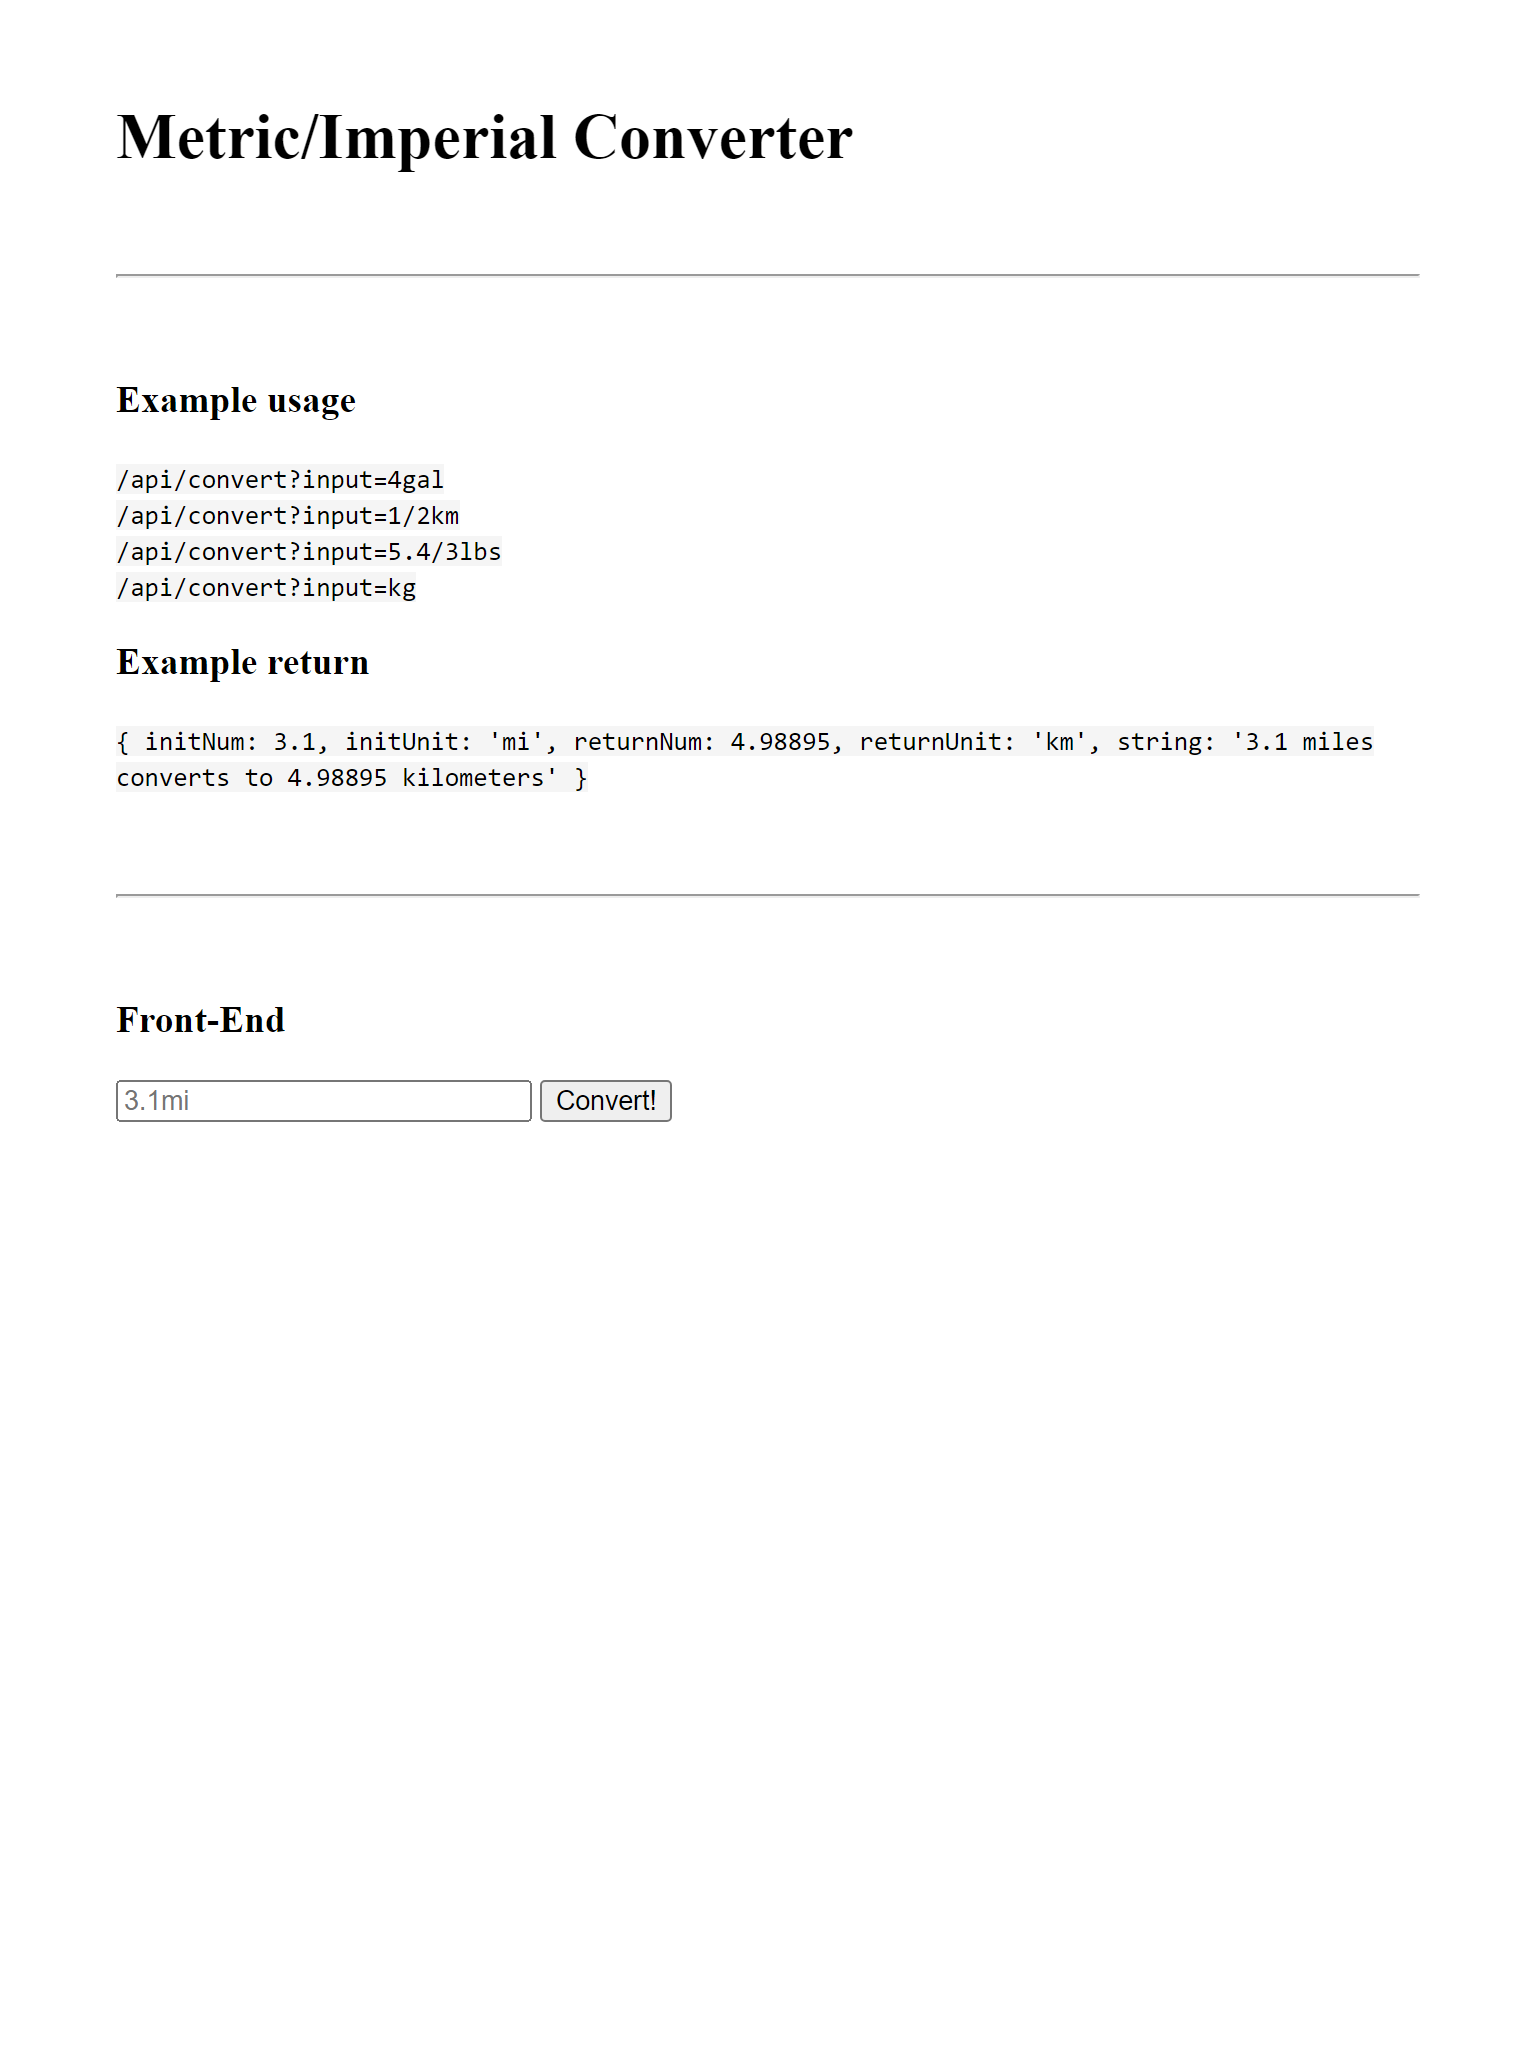 Metric/Imperial Converter
Example usage
/api/convert?input=4gal
/api/convert?input=1/2km
/api/convert?input=5.4/3lbs
/api/convert?input=kg
Example return
{ initNum: 3.1, initUnit: 'mi', returnNum: 4.98895, returnUnit: 'km', string: '3.1 miles
converts to 4.98895 kilometers' }
Front-End
3.1mi Convert!